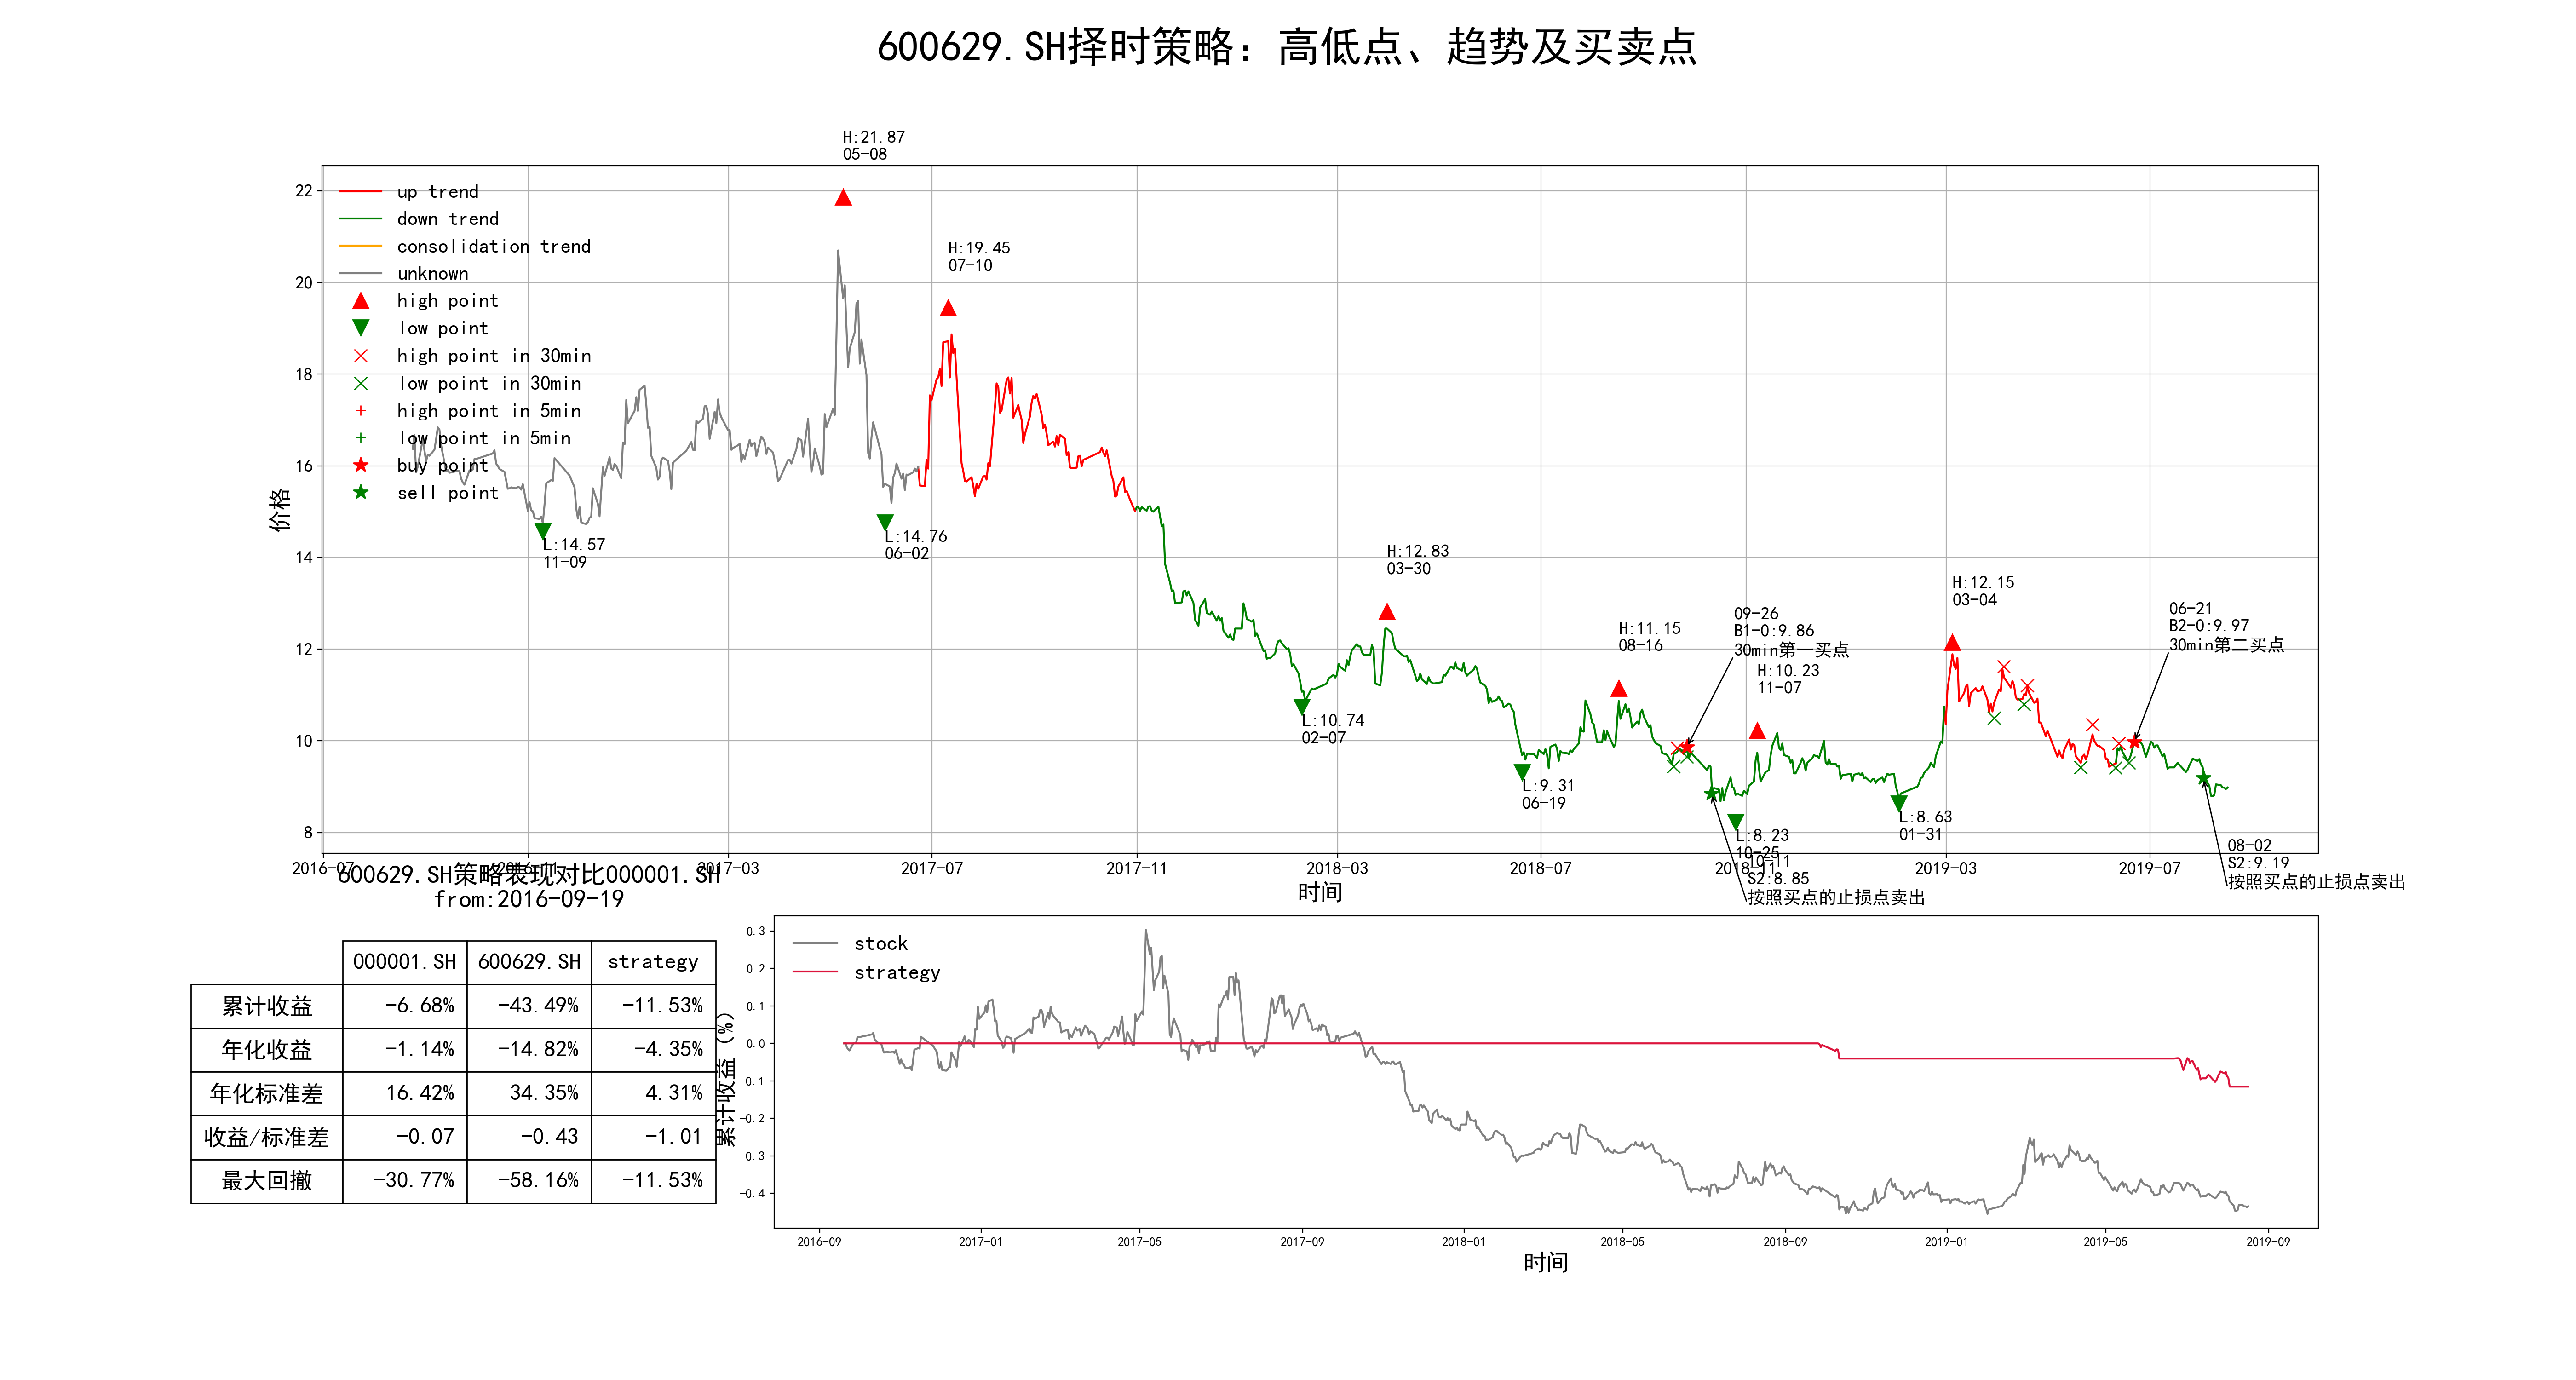 600629.SH择时策略：高低点、趋势及买卖点
H:21.87
05-08
up trend
down trend
consolidation trend
unknown
high point
low point
high point in 30min
low point in 30min
high point in 5min
low point in 5min
buy point
sell point
22
20
18
16
14
12
10
8
价格
H:19.45
07-10
L:14.57
11-09
L:14.76
06-02
H:12.83
03-30
L:10.74
02-07
L:9.31
06-19
H:11.15
08-16
09-26
B1-0:9.86
30min第一买点
H:10.23
11-07
L:8.23
10-25
10-11
S2:8.85
按照买点的止损点卖出
L:8.63
01-31
H:12.15
03-04
06-21
B2-0:9.97
30min第二买点
08-02
S2:9.19
按照买点的止损点卖出
2016-07
2016-11
2017-03
2017-07
2017-11
2018-03
2018-07
2018-11
2019-03
2019-07
时间
600629.SH策略表现对比000001.SH
from:2016-09-19
000001.SH 600629.SH strategy
累计收益 -6.68% -43.49% -11.53%
年化收益 -1.14% -14.82% -4.35%
年化标准差 16.42% 34.35% 4.31%
收益/标准差 -0.07 -0.43 -1.01
最大回撤 -30.77% -58.16% -11.53%
累计收益（%）
stock
strategy
0.3
0.2
0.1
0.0
-0.1
-0.2
-0.3
-0.4
2016-09
2017-01
2017-05
2017-09
2018-01
2018-05
2018-09
2019-01
2019-05
2019-09
时间